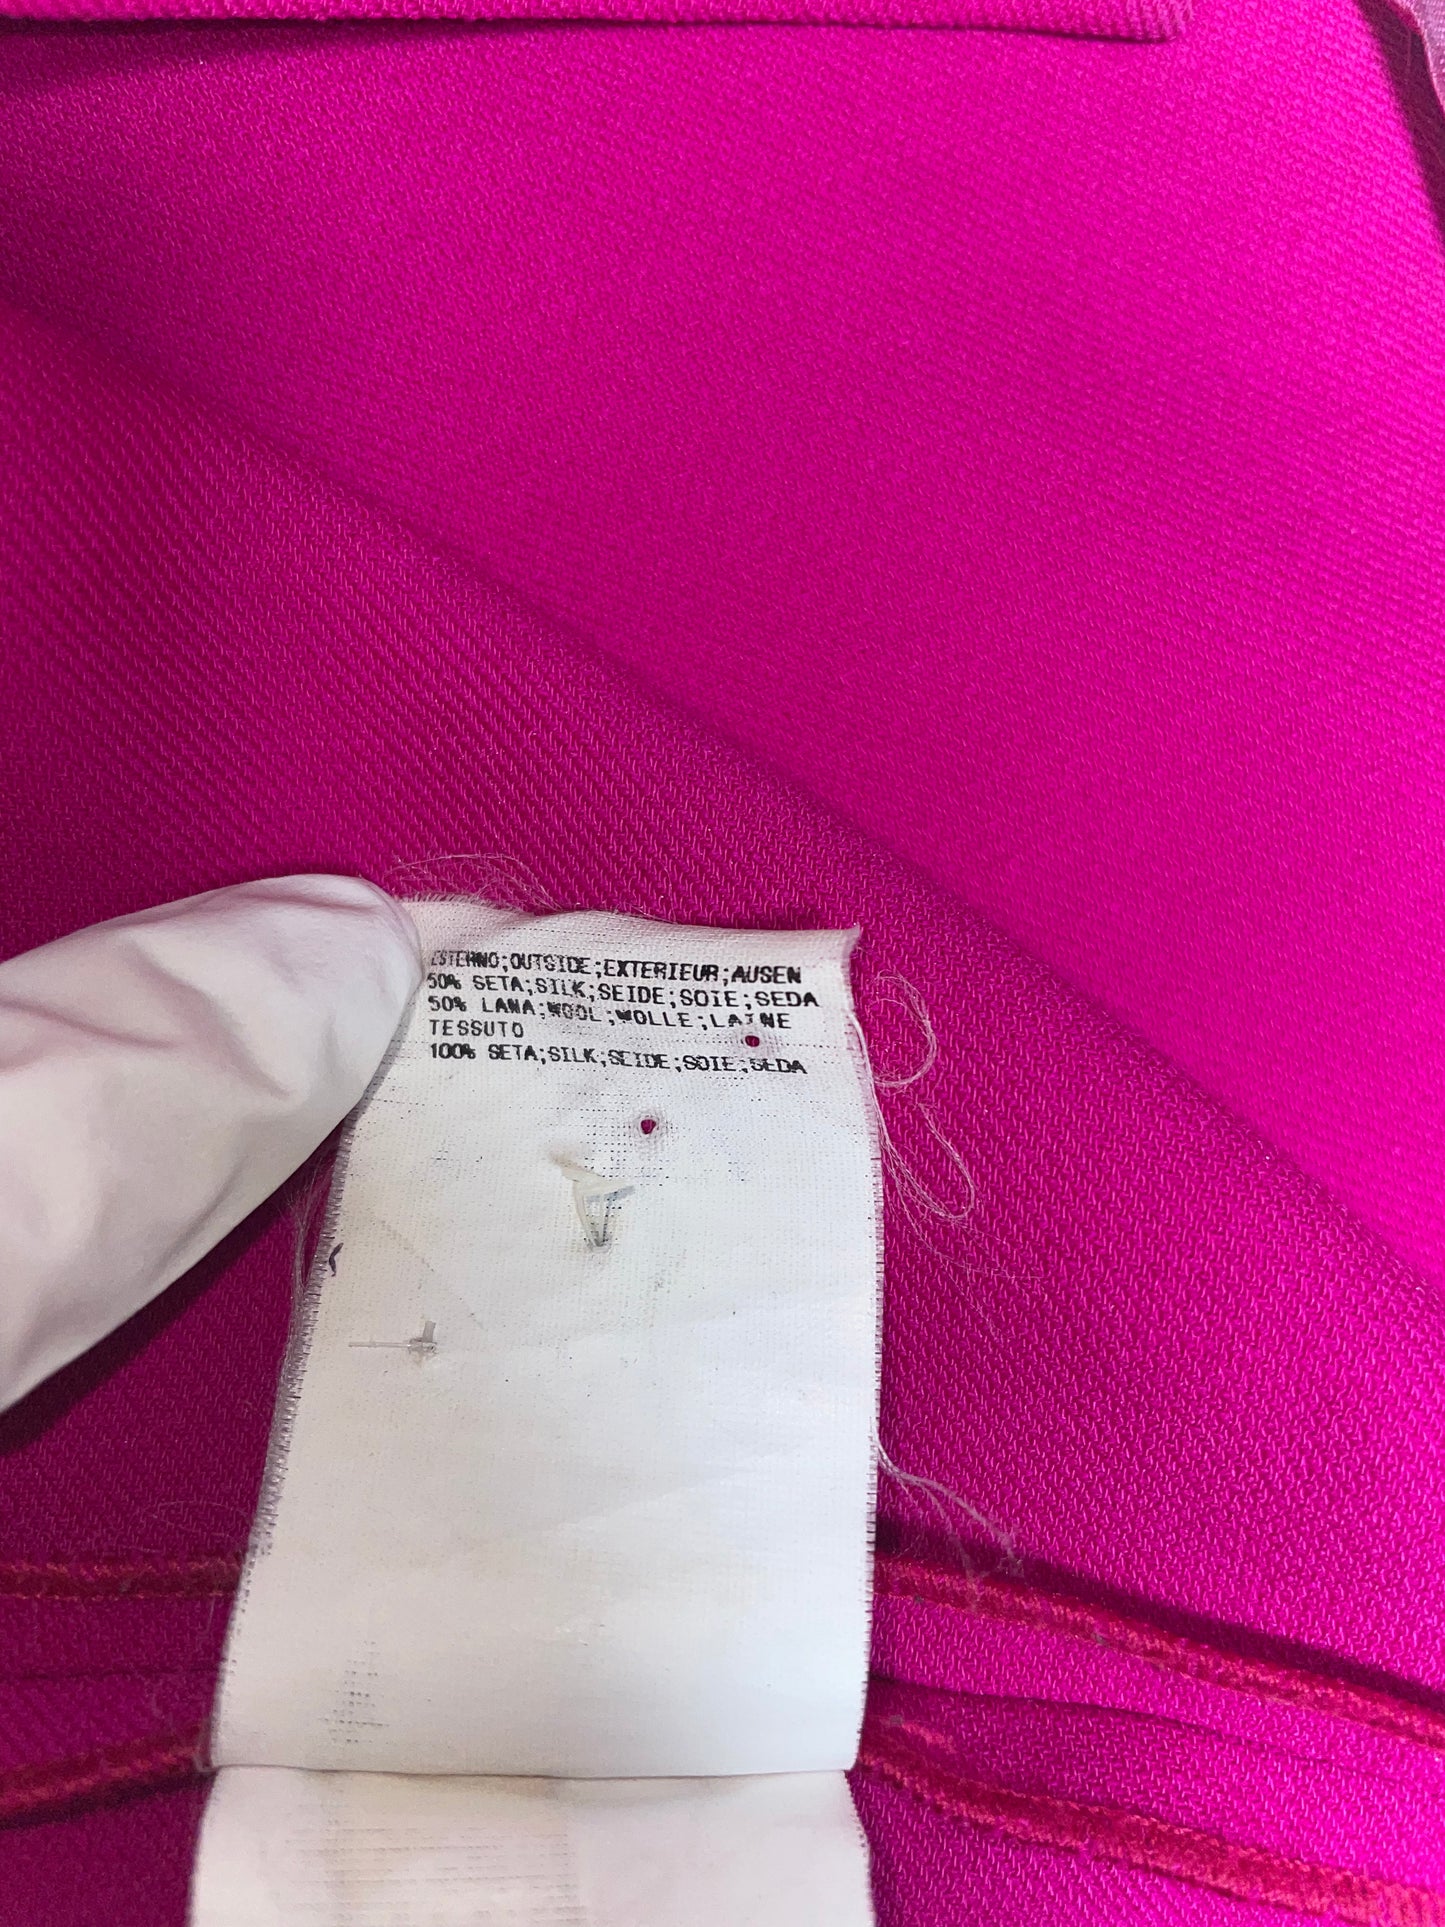 ESTERNO;OUTSIDE;EXTERIEUR;AUSEN
50% SETA;SILK;SEIDE;SOIE;SEDA
50% LANA;WOOL;WOLLE;LAINE
TESSUTO
100% SETA;SILK;SEIDE;SOIE;SEDA